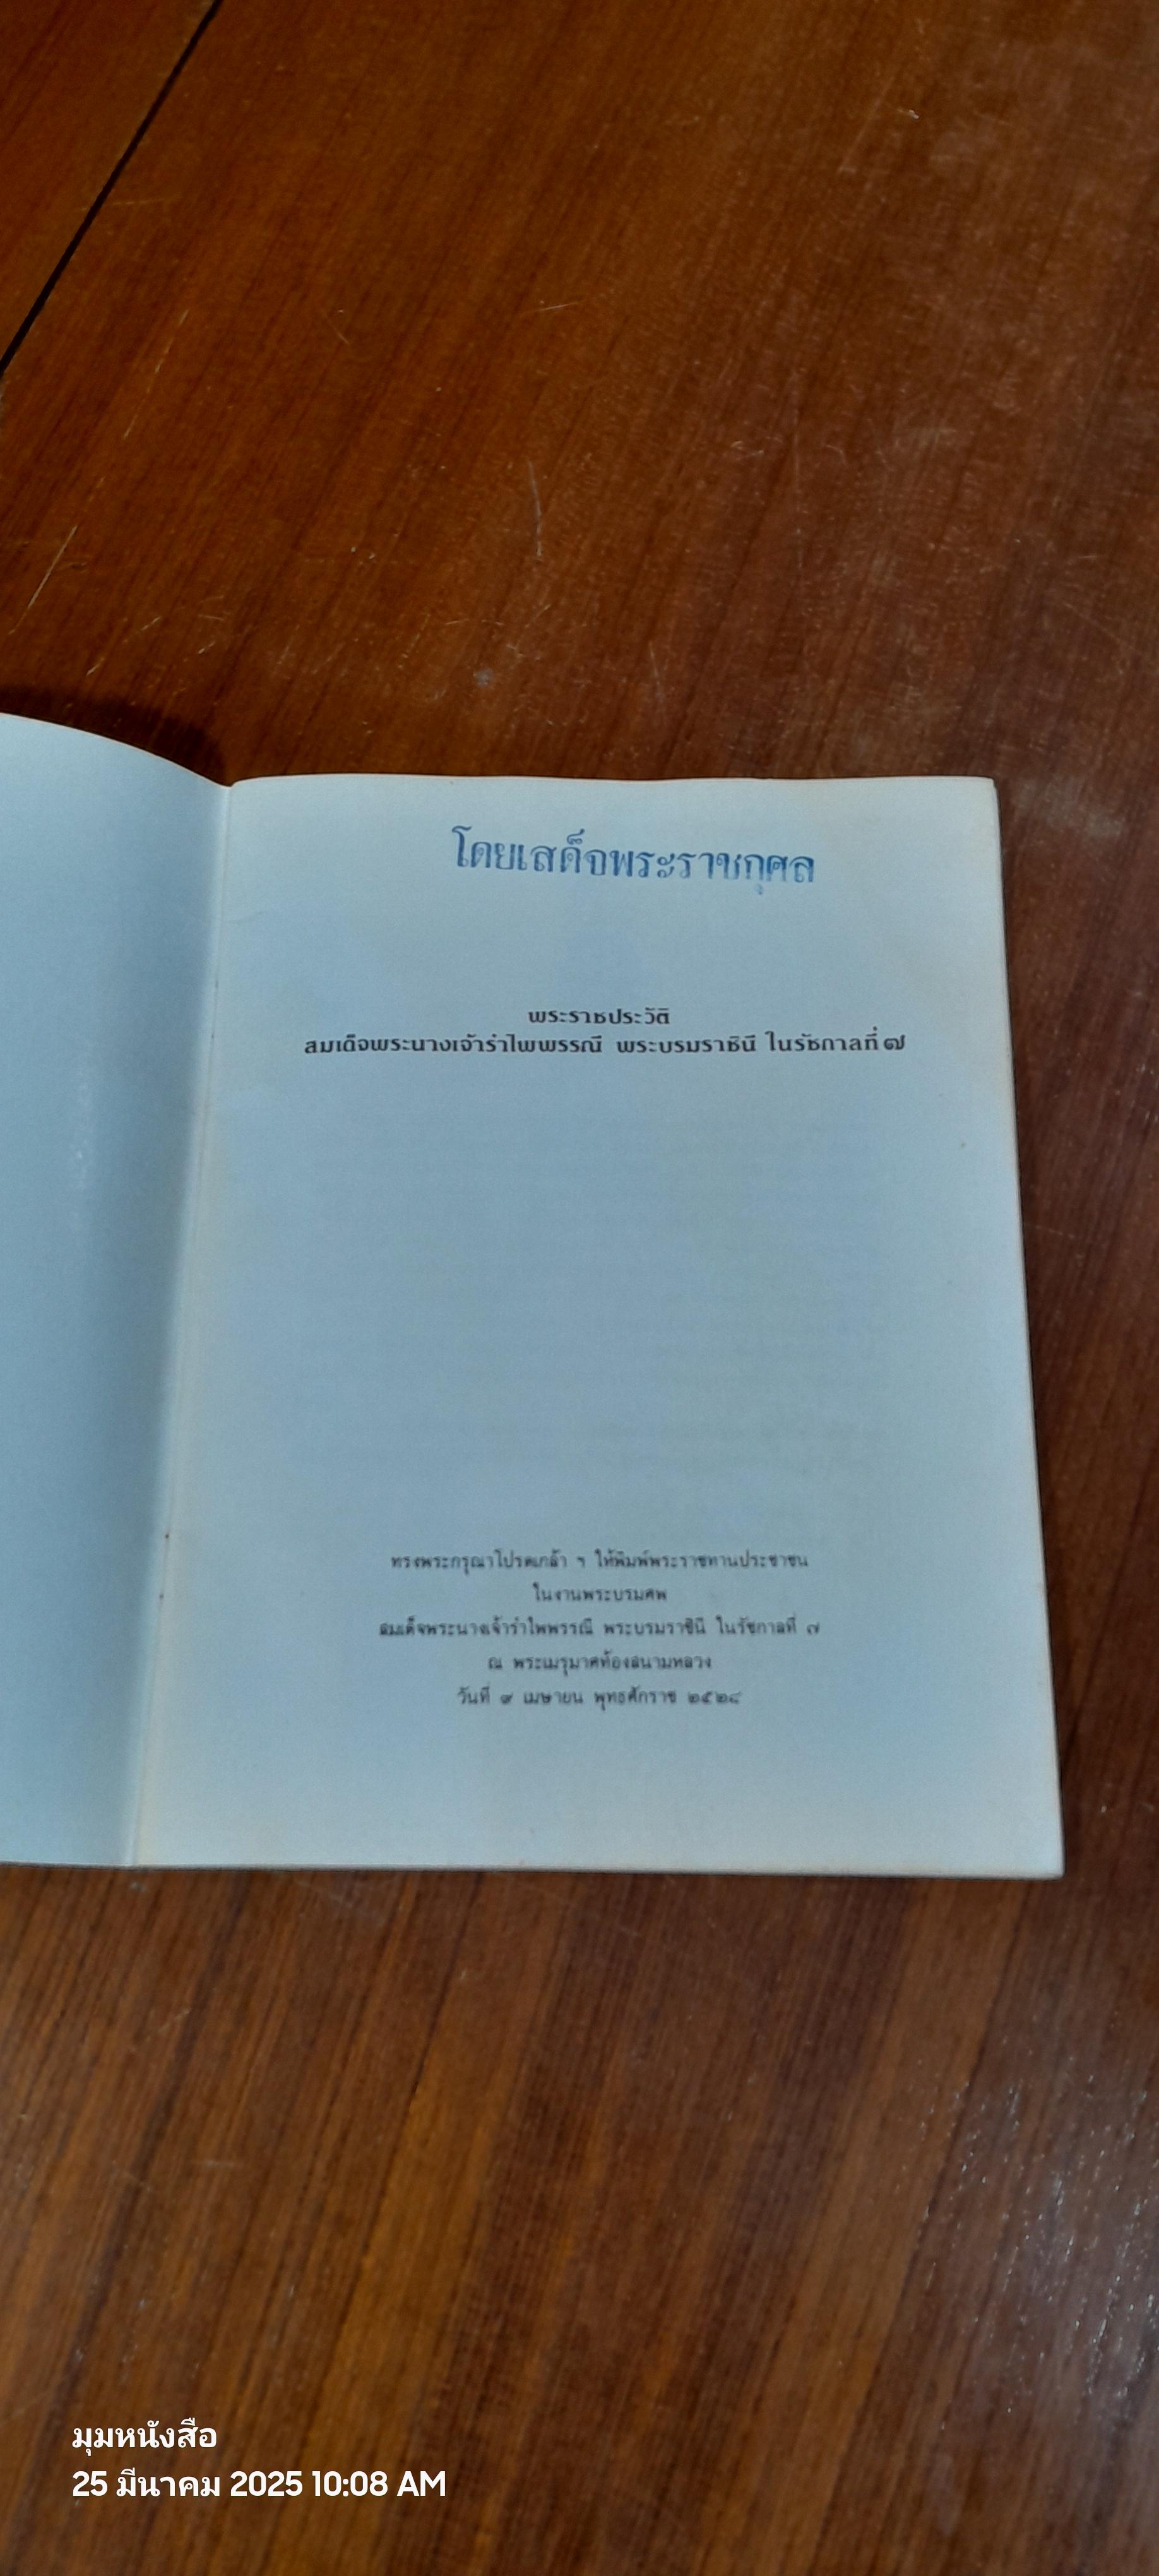 โดยเสด็จพระราชกุศล
พระราชประวัติ
สมเด็จพระนางเจ้ารำไพพรรณี พระบรมราชินี ในรัชกาลที่ ๗
ทรงพระกรุณาโปรดเกล้า ฯ ให้พิมพ์พระราชทานประชาชน
ในงานพระบรมศพ
สมเด็จพระนางเจ้ารำไพพรรณี พระบรมราชินี ในรัชกาลที่ ๗
ณ พระเมรุมาศท้องสนามหลวง
วันที่ ๙ เมษายน พุทธศักราช ๒๕๒๘
มุมหนังสือ
25 มีนาคม 2025 10:08 AM